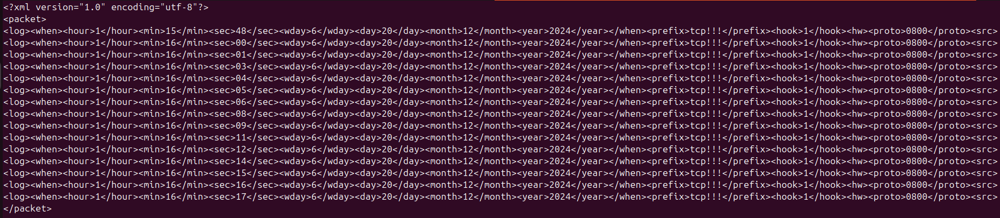 <?xml version="1.0" encoding="utf-8"?>
<packet>
<log><when><hour>1</hour><min>15</min><sec>48</sec><wday>6</wday><day>20</day><month>12</month><year>2024</year></when><prefix>tcp!!!</prefix><hook>1</hook><hw><proto>0800</proto><src>
<log><when><hour>1</hour><min>16</min><sec>00</sec><wday>6</wday><day>20</day><month>12</month><year>2024</year></when><prefix>tcp!!!</prefix><hook>1</hook><hw><proto>0800</proto><src>
<log><when><hour>1</hour><min>16</min><sec>01</sec><wday>6</wday><day>20</day><month>12</month><year>2024</year></when><prefix>tcp!!!</prefix><hook>1</hook><hw><proto>0800</proto><src>
<log><when><hour>1</hour><min>16</min><sec>03</sec><wday>6</wday><day>20</day><month>12</month><year>2024</year></when><prefix>tcp!!!</prefix><hook>1</hook><hw><proto>0800</proto><src>
<log><when><hour>1</hour><min>16</min><sec>04</sec><wday>6</wday><day>20</day><month>12</month><year>2024</year></when><prefix>tcp!!!</prefix><hook>1</hook><hw><proto>0800</proto><src>
<log><when><hour>1</hour><min>16</min><sec>05</sec><wday>6</wday><day>20</day><month>12</month><year>2024</year></when><prefix>tcp!!!</prefix><hook>1</hook><hw><proto>0800</proto><src>
<log><when><hour>1</hour><min>16</min><sec>06</sec><wday>6</wday><day>20</day><month>12</month><year>2024</year></when><prefix>tcp!!!</prefix><hook>1</hook><hw><proto>0800</proto><src>
<log><when><hour>1</hour><min>16</min><sec>08</sec><wday>6</wday><day>20</day><month>12</month><year>2024</year></when><prefix>tcp!!!</prefix><hook>1</hook><hw><proto>0800</proto><src>
<log><when><hour>1</hour><min>16</min><sec>09</sec><wday>6</wday><day>20</day><month>12</month><year>2024</year></when><prefix>tcp!!!</prefix><hook>1</hook><hw><proto>0800</proto><src>
<log><when><hour>1</hour><min>16</min><sec>11</sec><wday>6</wday><day>20</day><month>12</month><year>2024</year></when><prefix>tcp!!!</prefix><hook>1</hook><hw><proto>0800</proto><src>
<log><when><hour>1</hour><min>16</min><sec>12</sec><wday>6</wday><day>20</day><month>12</month><year>2024</year></when><prefix>tcp!!!</prefix><hook>1</hook><hw><proto>0800</proto><src>
<log><when><hour>1</hour><min>16</min><sec>14</sec><wday>6</wday><day>20</day><month>12</month><year>2024</year></when><prefix>tcp!!!</prefix><hook>1</hook><hw><proto>0800</proto><src>
<log><when><hour>1</hour><min>16</min><sec>15</sec><wday>6</wday><day>20</day><month>12</month><year>2024</year></when><prefix>tcp!!!</prefix><hook>1</hook><hw><proto>0800</proto><src>
<log><when><hour>1</hour><min>16</min><sec>16</sec><wday>6</wday><day>20</day><month>12</month><year>2024</year></when><prefix>tcp!!!</prefix><hook>1</hook><hw><proto>0800</proto><src>
<log><when><hour>1</hour><min>16</min><sec>17</sec><wday>6</wday><day>20</day><month>12</month><year>2024</year></when><prefix>tcp!!!</prefix><hook>1</hook><hw><proto>0800</proto><src>
</packet>